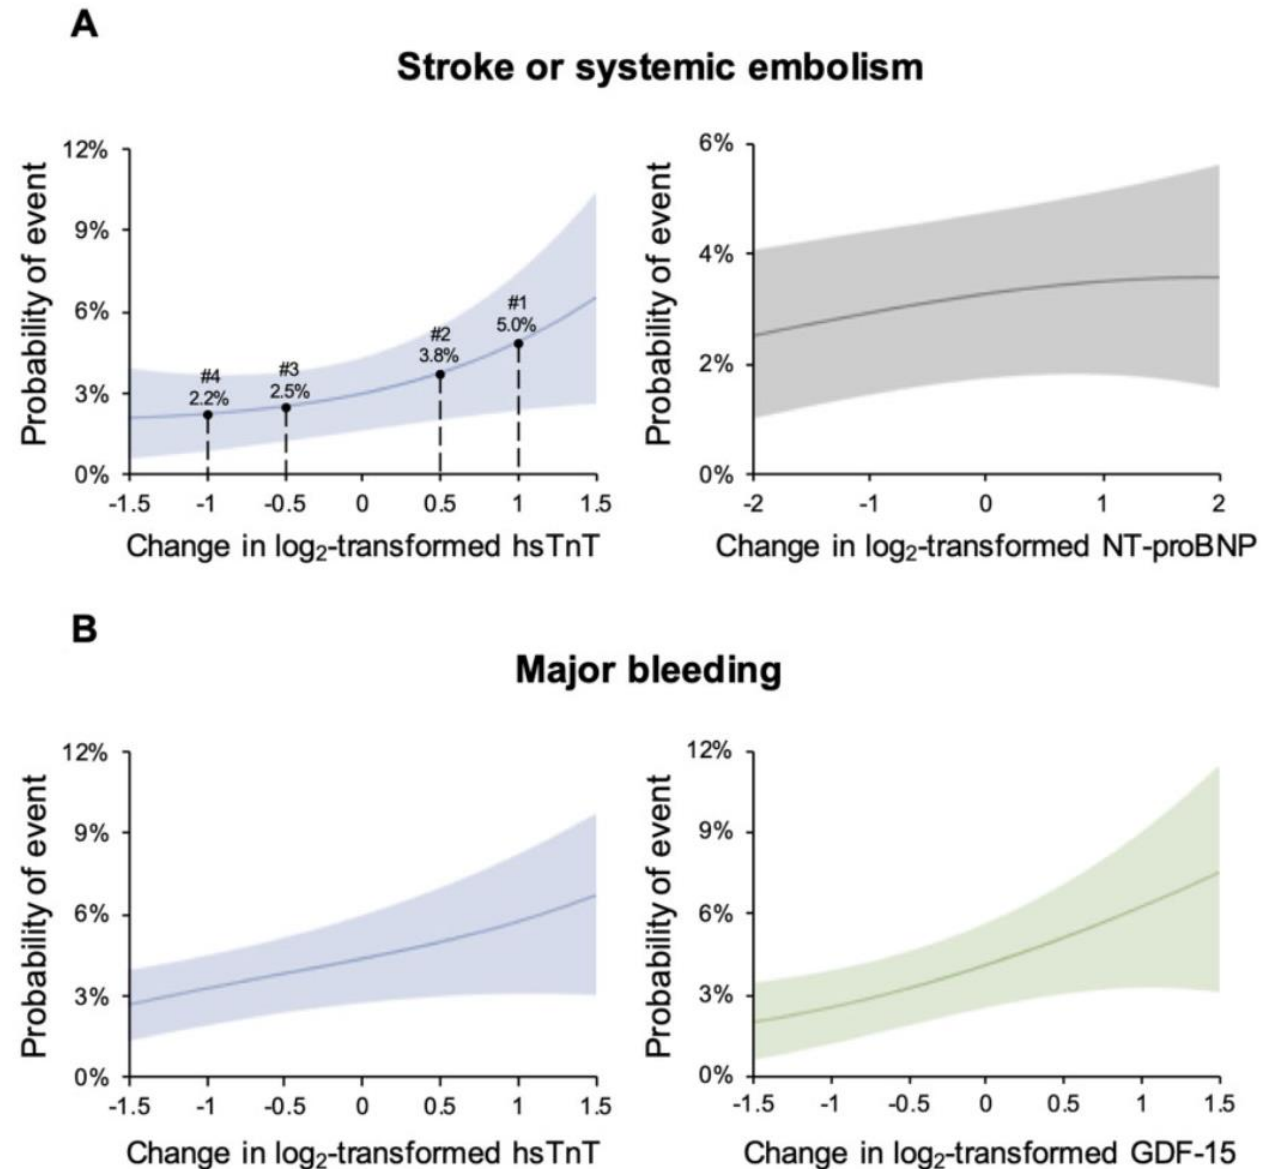 A
Stroke or systemic embolism
Probability of event
12%
9%
6%
3%
0%
#4
2.2%
#3
2.5%
#2
3.8%
#1
5.0%
-1.5 -1 -0.5 0 0.5 1 1.5
Change in log₂-transformed hsTnT
Probability of event
6%
4%
2%
0%
-2 -1 0 1 2
Change in log₂-transformed NT-proBNP
B
Major bleeding
Probability of event
12%
9%
6%
3%
0%
-1.5 -1 -0.5 0 0.5 1 1.5
Change in log₂-transformed hsTnT
Probability of event
12%
9%
6%
3%
0%
-1.5 -1 -0.5 0 0.5 1 1.5
Change in log₂-transformed GDF-15